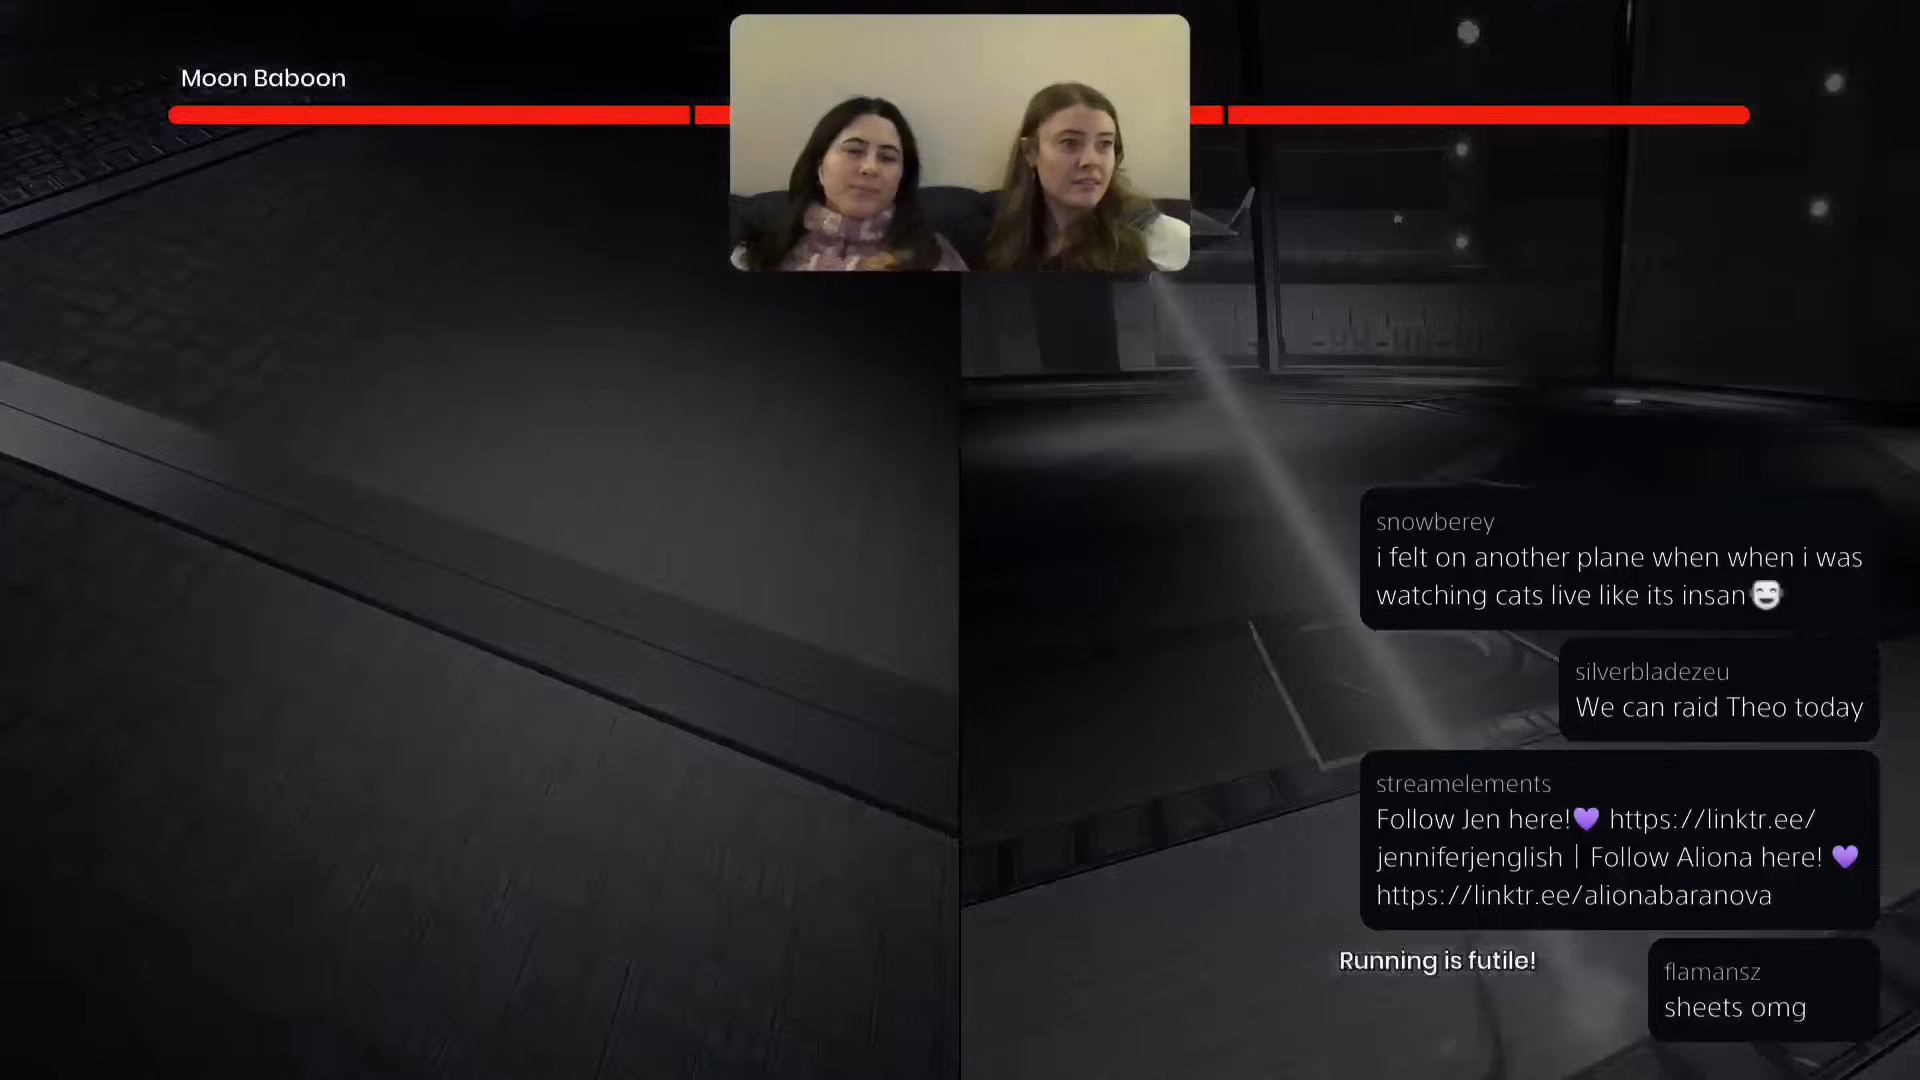 Moon Baboon
snowberey
i felt on another plane when when i was
watching cats live like its insan
silverbladezeu
We can raid Theo today
streamelements
Follow Jen here!💜 https://linktr.ee/
jenniferjenglish | Follow Aliona here! 💜
https://linktr.ee/alionabaranova
Running is futile!
flamansz
sheets omg